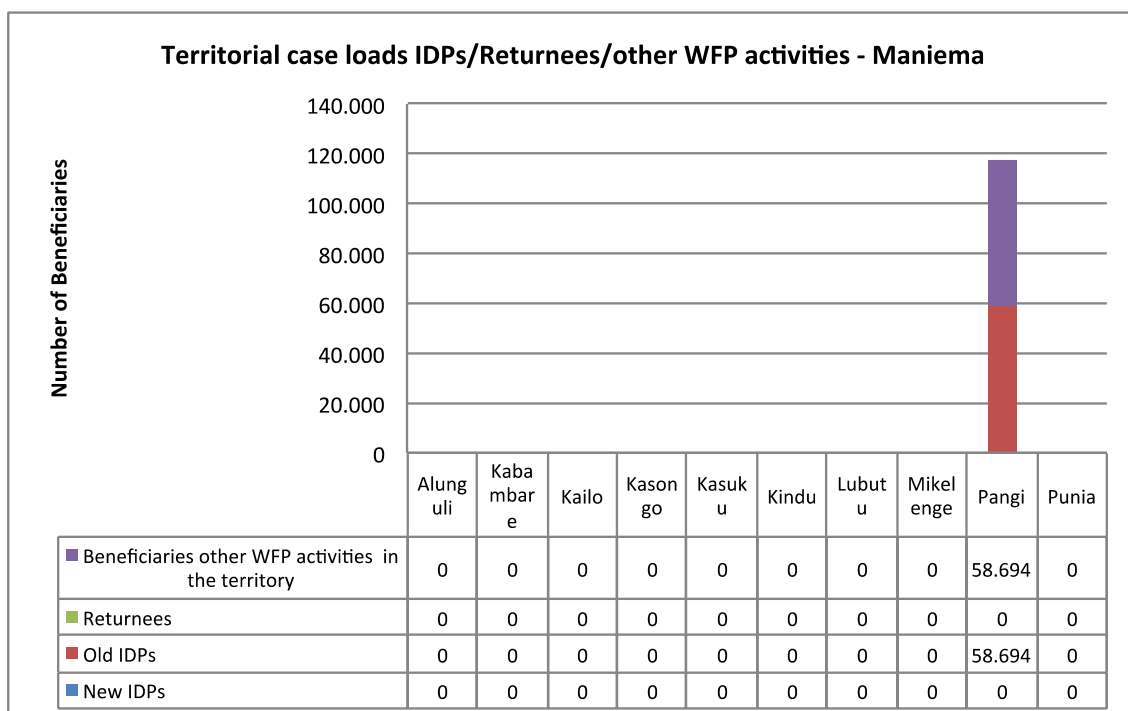 Territorial case loads IDPs/Returnees/other WFP activities - Maniema
Number of Beneficiaries
140.000
120.000
100.000
80.000
60.000
40.000
20.000
0
Alung
uli
Kaba
mbar
e
Kailo
Kason
go
Kasuk
u
Kindu
Lubut
u
Mikel
enge
Pangi
Punia
Beneficiaries other WFP activities in
the territory
0 0 0 0 0 0 0 0 58.694 0
Returnees 0 0 0 0 0 0 0 0 0 0
Old IDPs 0 0 0 0 0 0 0 0 58.694 0
New IDPs 0 0 0 0 0 0 0 0 0 0